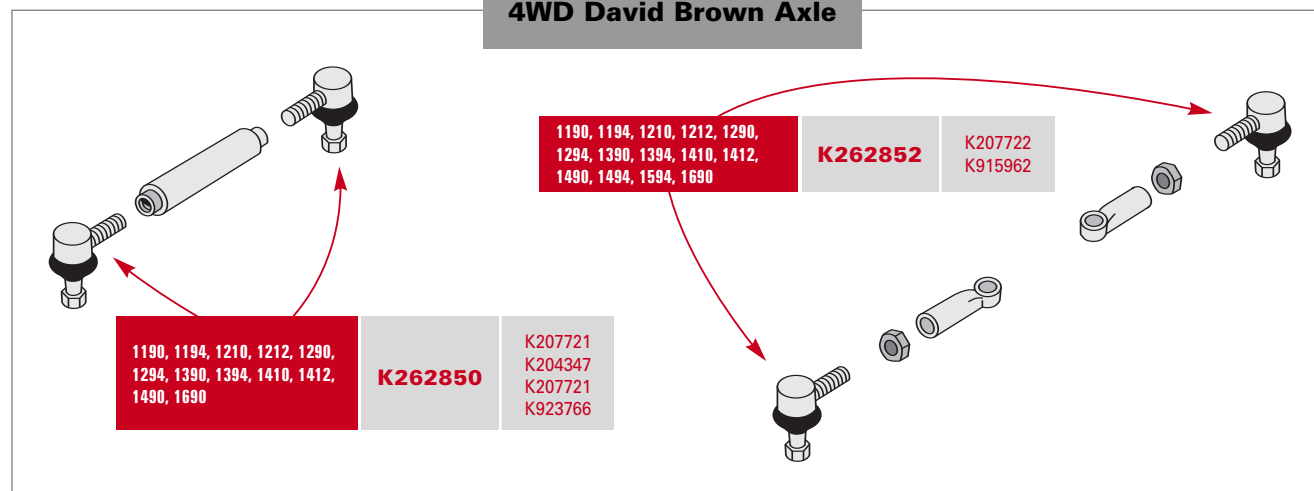 4WD David Brown Axle
1190, 1194, 1210, 1212, 1290,
1294, 1390, 1394, 1410, 1412,
1490, 1494, 1594, 1690
K262852
K207722
K915962
1190, 1194, 1210, 1212, 1290,
1294, 1390, 1394, 1410, 1412,
1490, 1690
K262850
K207721
K204347
K207721
K923766